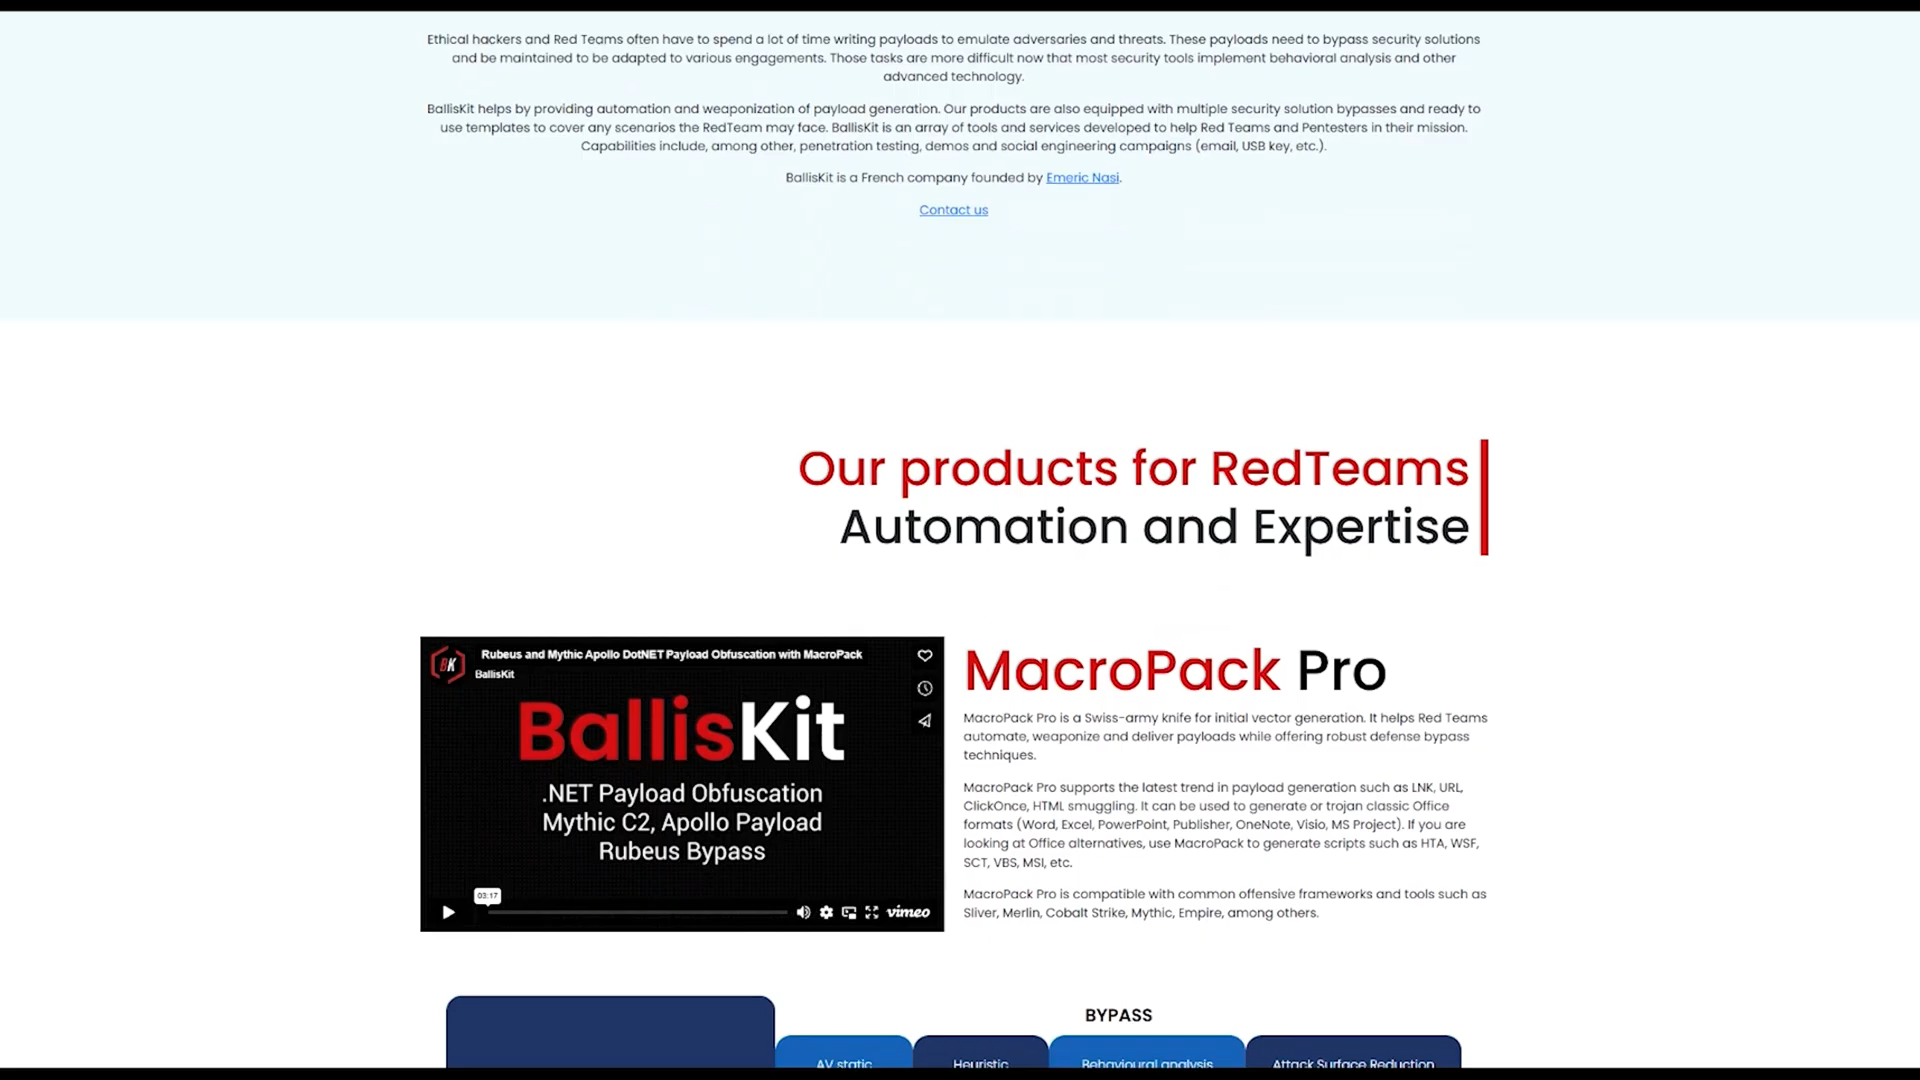 Ethical hackers and Red Teams often have to spend a lot of time writing payloads to emulate adversaries and threats. These payloads need to bypass security solutions
and be maintained to be adapted to various engagements. Those tasks are more difficult now that most security tools implement behavioral analysis and other
advanced technology.
BallisKit helps by providing automation and weaponization of payload generation. Our products are also equipped with multiple security solution bypasses and ready to
use templates to cover any scenarios the RedTeam may face. BallisKit is an array of tools and services developed to help Red Teams and Pentesters in their mission.
Capabilities include, among other, penetration testing, demos and social engineering campaigns (email, USB key, etc.).
BallisKit is a French company founded by Emeric Nasi.
Contact us
Our products for RedTeams
Automation and Expertise
BK
Rubeus and Mythic Apollo DotNET Payload Obfuscation with MacroPack
BallisKit
BallisKit
.NET Payload Obfuscation
Mythic C2, Apollo Payload
Rubeus Bypass
03:17
vimeo
MacroPack Pro
MacroPack Pro is a Swiss-army knife for initial vector generation. It helps Red Teams
automate, weaponize and deliver payloads while offering robust defense bypass
techniques.
MacroPack Pro supports the latest trend in payload generation such as LNK, URL,
ClickOnce, HTML smuggling. It can be used to generate or trojan classic Office
formats (Word, Excel, PowerPoint, Publisher, OneNote, Visio, MS Project). If you are
looking at Office alternatives, use MacroPack to generate scripts such as HTA, WSF,
SCT, VBS, MSI, etc.
MacroPack Pro is compatible with common offensive frameworks and tools such as
Sliver, Merlin, Cobalt Strike, Mythic, Empire, among others.
BYPASS
AV static
Heuristic
Behavioural analysis
Attack Surface Reduction